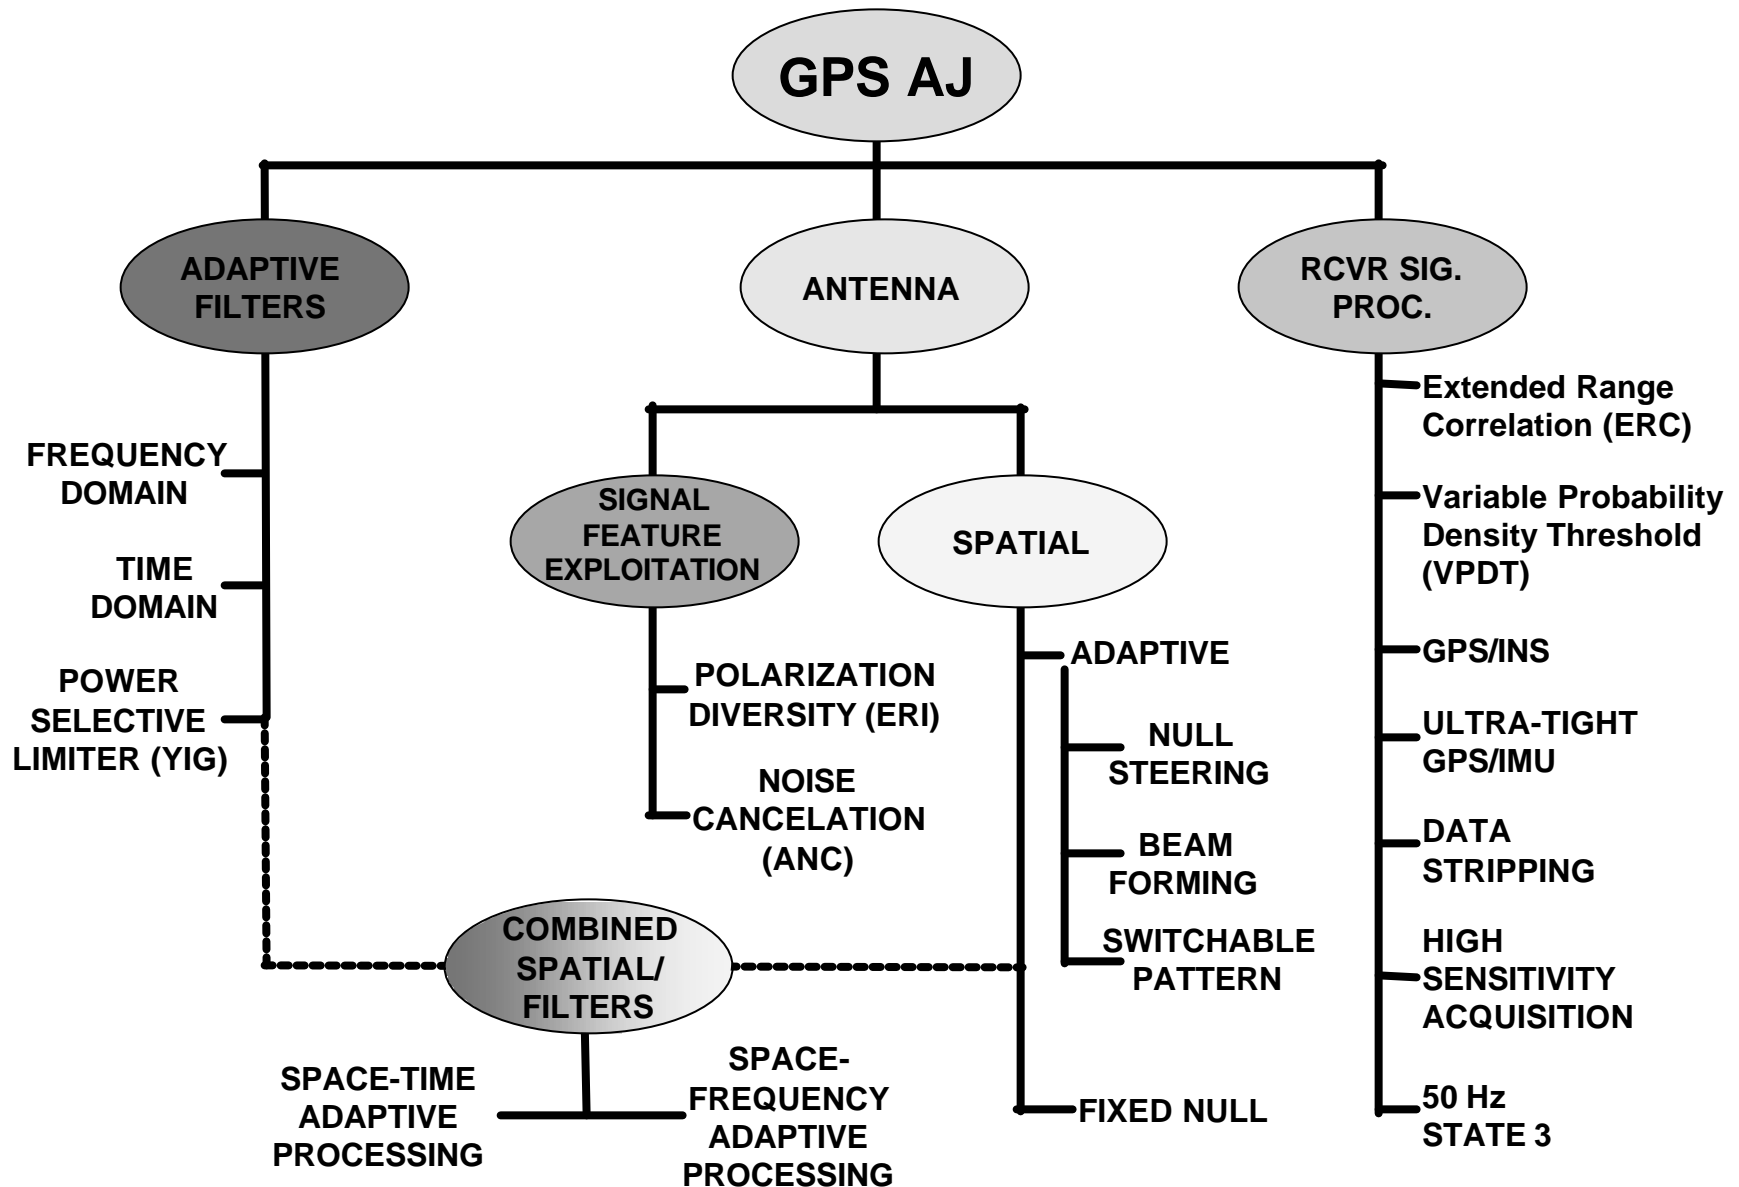 GPS AJ
ADAPTIVE
FILTERS
ANTENNA
RCVR SIG.
PROC.
FREQUENCY
DOMAIN
TIME
DOMAIN
POWER
SELECTIVE
LIMITER (YIG)
SIGNAL
FEATURE
EXPLOITATION
POLARIZATION
DIVERSITY (ERI)
NOISE
CANCELATION
(ANC)
SPATIAL
ADAPTIVE
NULL
STEERING
BEAM
FORMING
SWITCHABLE
PATTERN
FIXED NULL
COMBINED
SPATIAL/
FILTERS
SPACE-TIME
ADAPTIVE
PROCESSING
SPACE-
FREQUENCY
ADAPTIVE
PROCESSING
Extended Range
Correlation (ERC)
Variable Probability
Density Threshold
(VPDT)
GPS/INS
ULTRA-TIGHT
GPS/IMU
DATA
STRIPPING
HIGH
SENSITIVITY
ACQUISITION
50 Hz
STATE 3